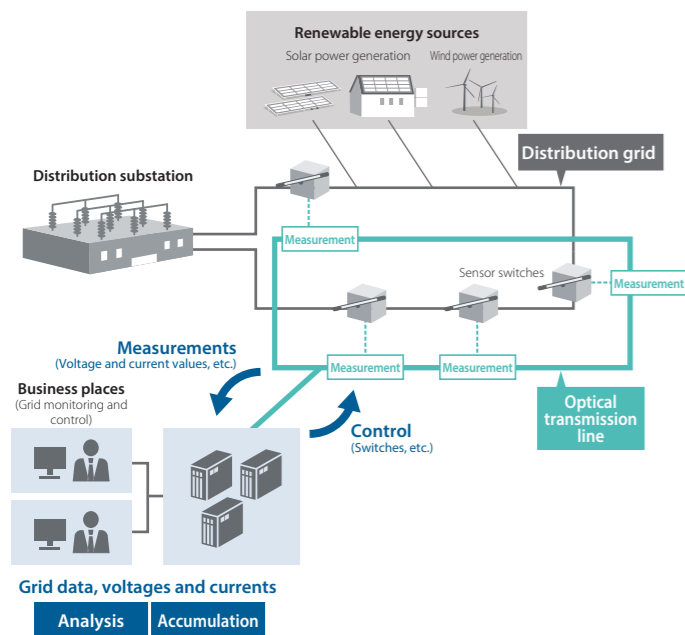 Renewable energy sources
Solar power generation
Wind power generation
Distribution grid
Distribution substation
Measurement
Sensor switches
Measurement
Measurements
(Voltage and current values, etc.)
Measurement
Measurement
Business places
(Grid monitoring and
control)
Control
(Switches, etc.)
Optical
transmission
line
Grid data, voltages and currents
Analysis
Accumulation